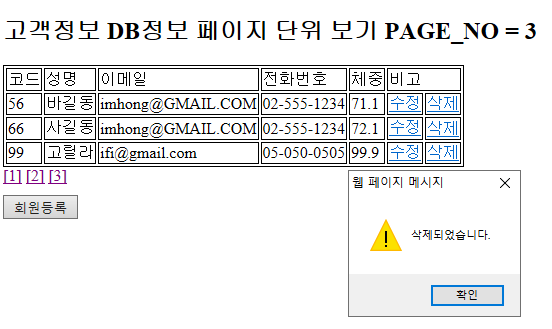 고객정보 DB정보 페이지 단위 보기 PAGE_NO = 3
코드 성명 이메일 전화번호 체중 비고
56 바길동 imhong@GMAIL.COM 02-555-1234 71.1 수정 삭제
66 사길동 imhong@GMAIL.COM 02-555-1234 72.1 수정 삭제
99 고릴라 ifi@gmail.com 05-050-0505 99.9 수정 삭제
[1] [2] [3]
회원등록
웹 페이지 메시지
삭제되었습니다.
확인